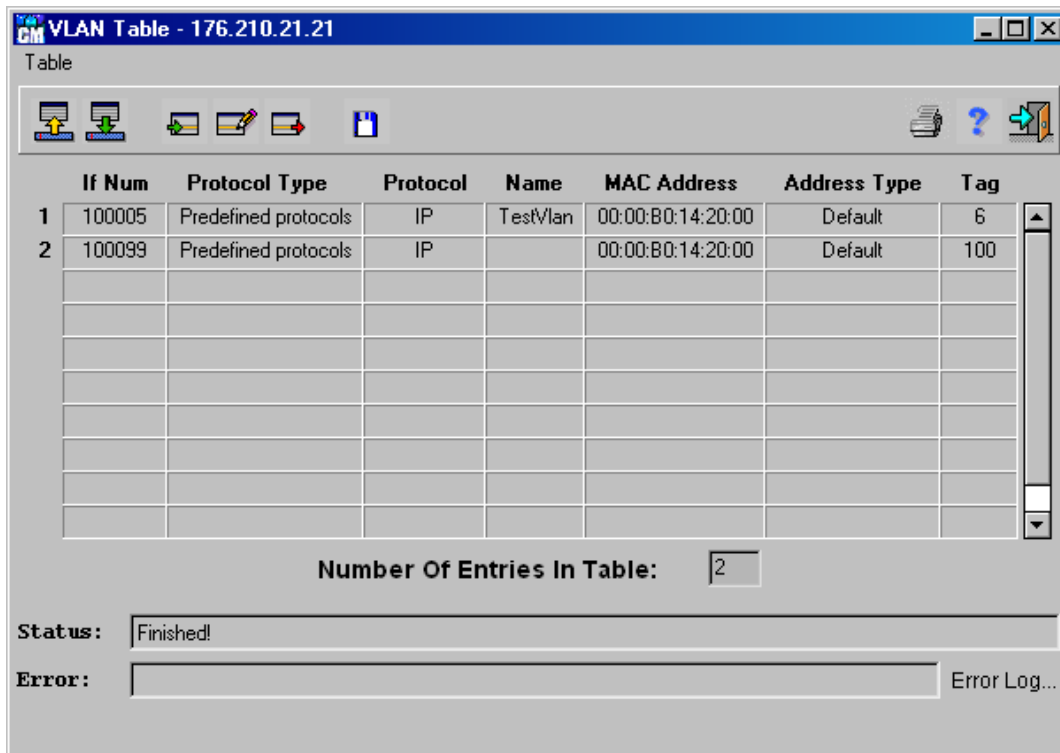 CM VLAN Table - 176.210.21.21
Table
If Num Protocol Type Protocol Name MAC Address Address Type Tag
1 100005 Predefined protocols IP TestVlan 00:00:B0:14:20:00 Default 6
2 100099 Predefined protocols IP 00:00:B0:14:20:00 Default 100
Number Of Entries In Table: 2
Status: Finished!
Error: Error Log...